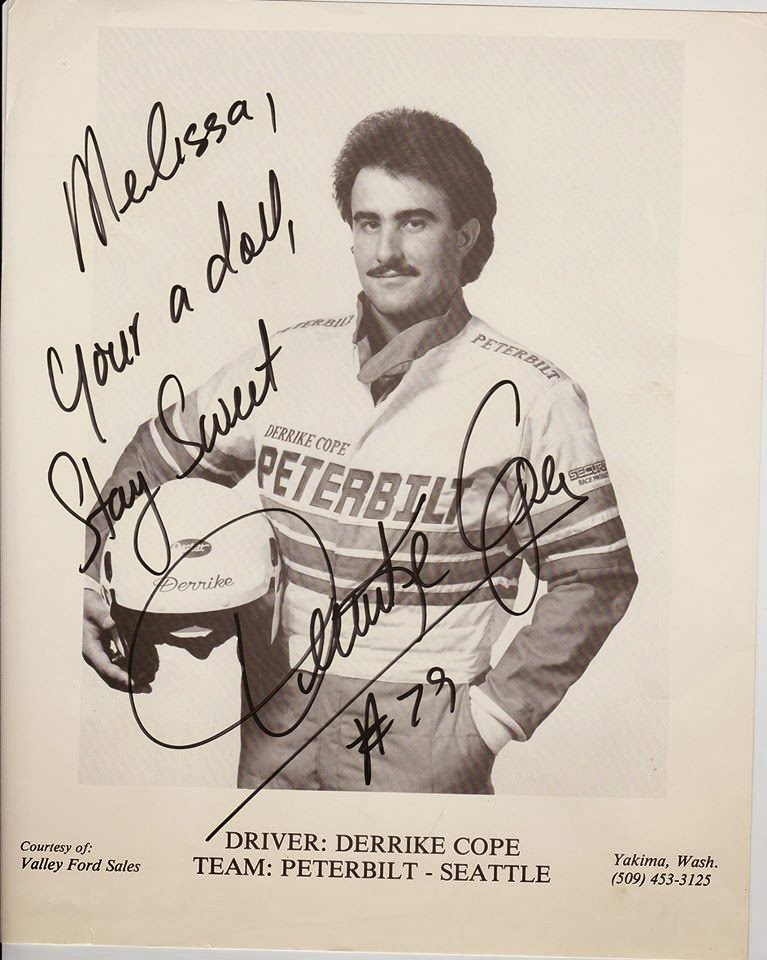 Melissa,
Your a doll,
Stay Sweet
PETERBILT
PETERBILT
DERRIKE COPE
PETERBILT
Derrike
Derrike Cope
#79
DRIVER: DERRIKE COPE
TEAM: PETERBILT - SEATTLE
Courtesy of:
Valley Ford Sales
Yakima, Wash.
(509) 453-3125